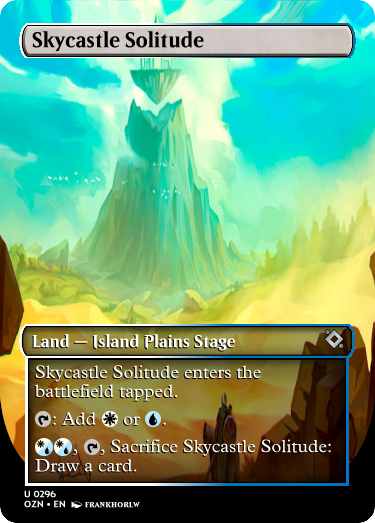 Skycastle Solitude
Land — Island Plains Stage
Skycastle Solitude enters the
battlefield tapped.
: Add or .
, , Sacrifice Skycastle Solitude:
Draw a card.
U 0296
OZN • EN FRANKHORLW